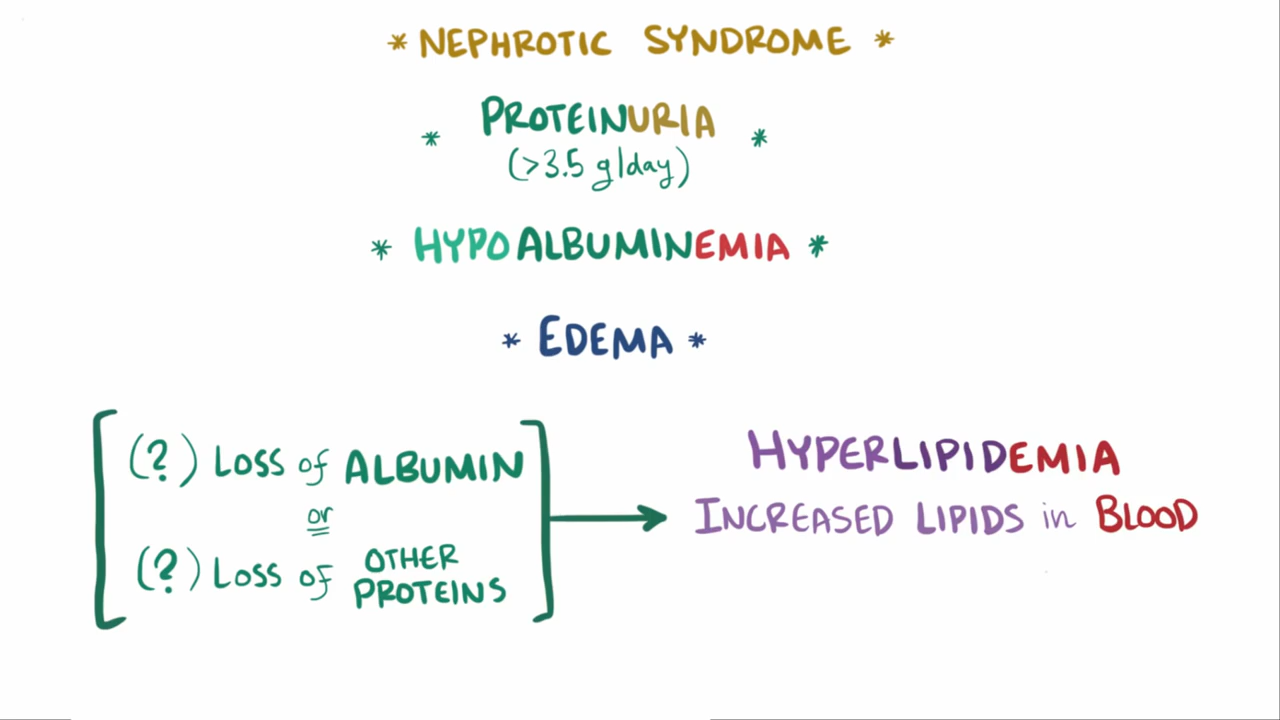 * NEPHROTIC SYNDROME *
* PROTEINURIA *
(>3.5 g/day)
* HYPOALBUMINEMIA *
* EDEMA *
(?) LOSS of ALBUMIN
or
(?) LOSS of OTHER PROTEINS
HYPERLIPIDEMIA
INCREASED LIPIDS in BLOOD